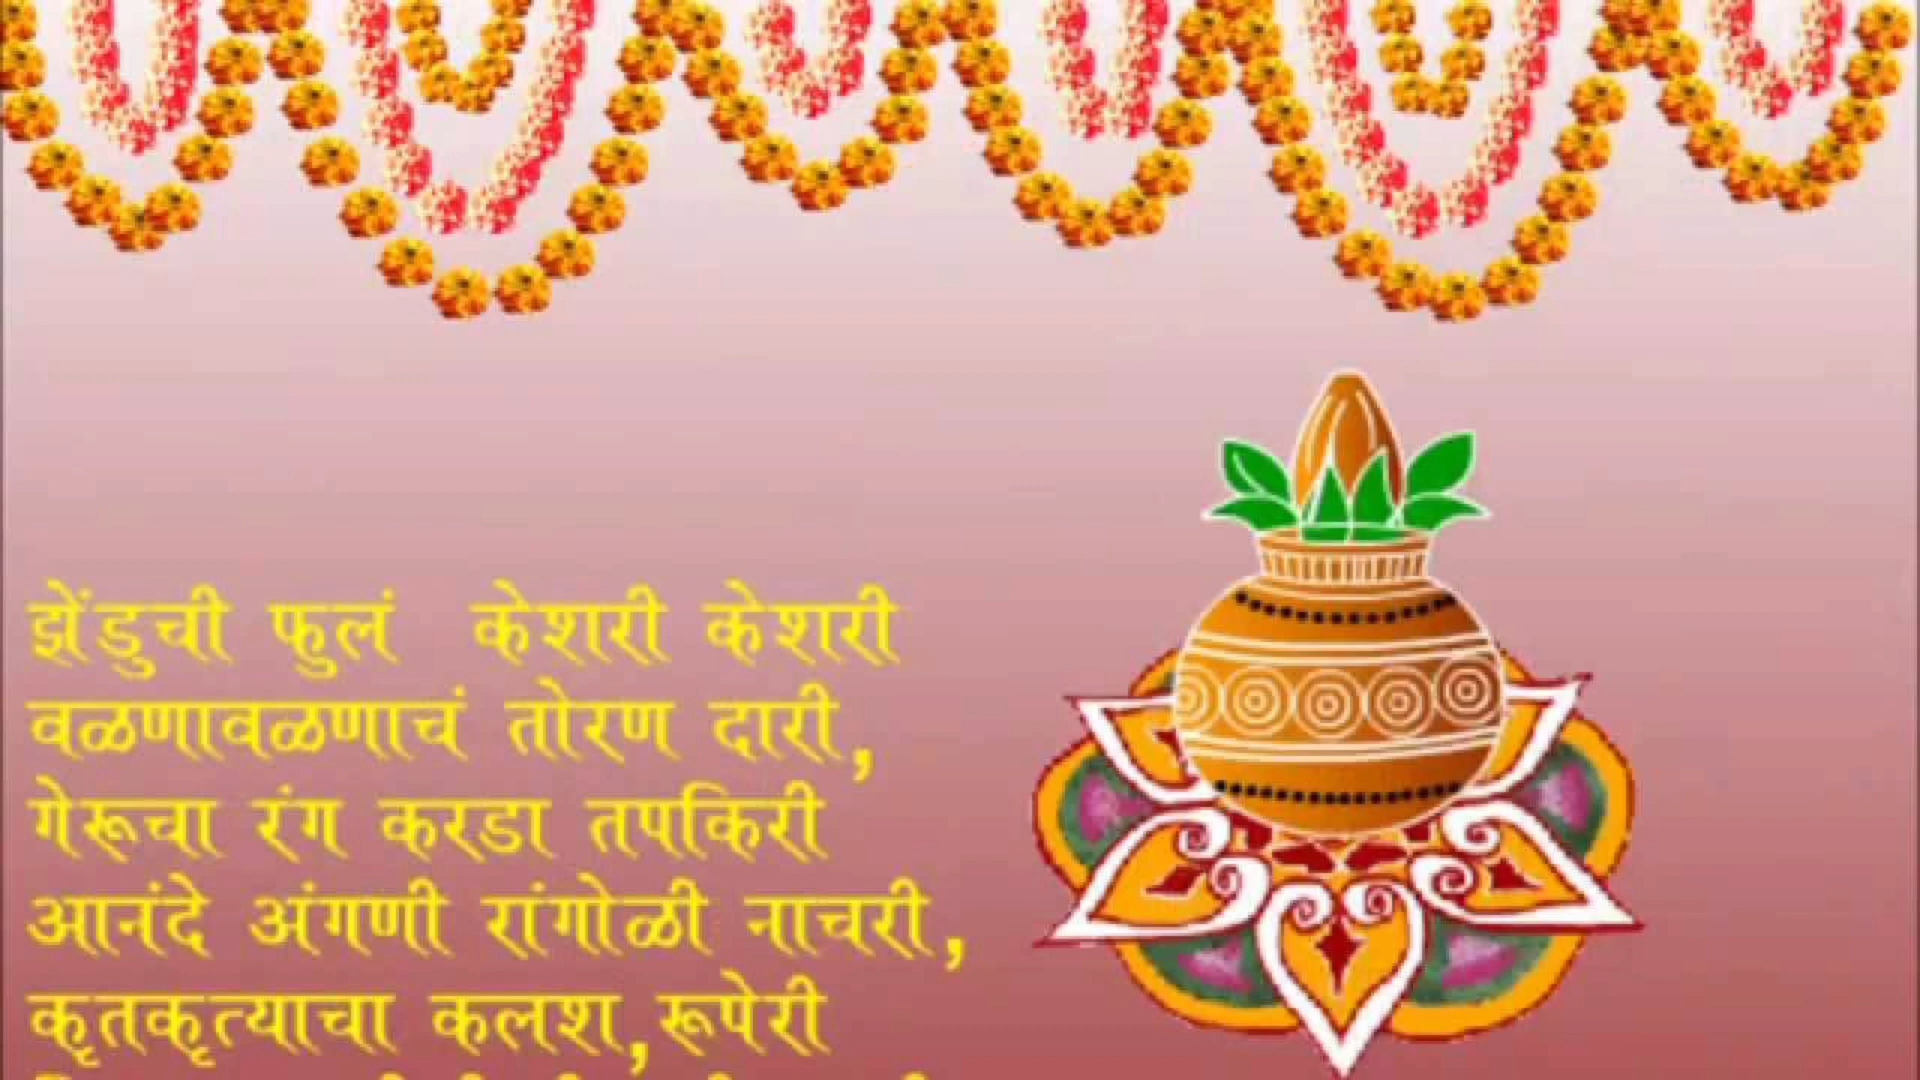 झेंडुची फुलं केशरी केशरी
वळणावळणाचं तोरण दारी,
गेरूचा रंग करडा तपकिरी
आनंदे अंगणी रांगोळी नाचरी,
कृतकृत्याचा कलश,रूपेरी